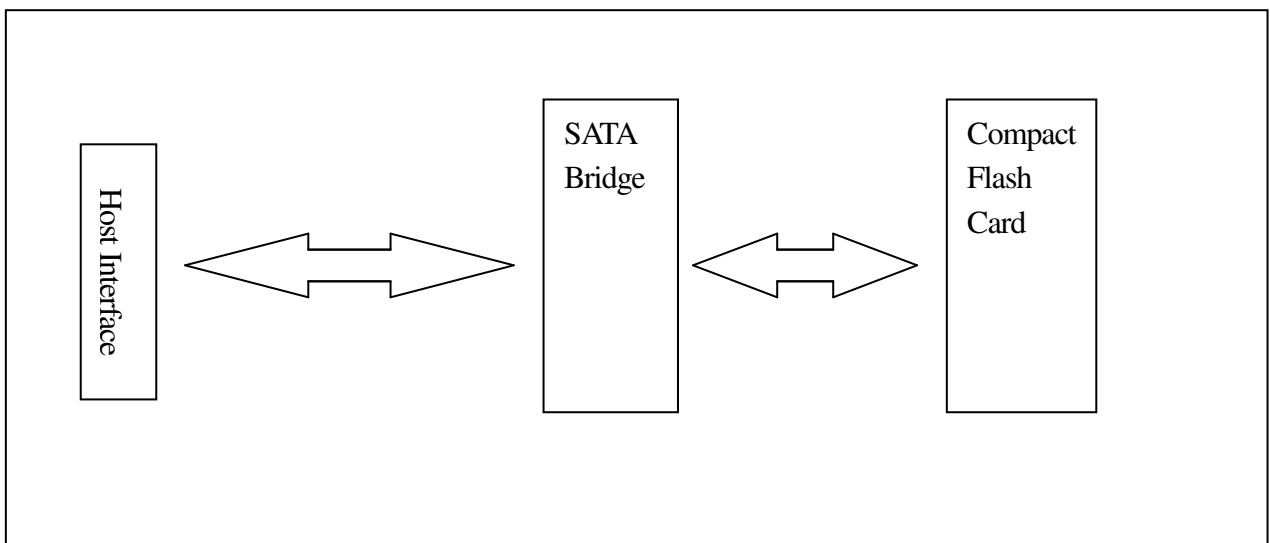 Host Interface
SATA
Bridge
Compact
Flash
Card